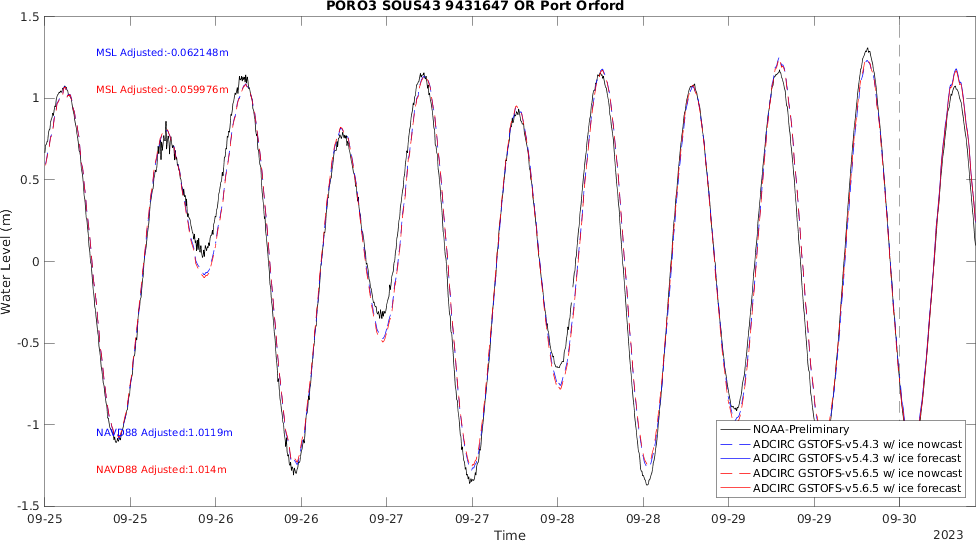 PORO3 SOUS43 9431647 OR Port Orford
1.5
1
0.5
0
-0.5
-1
-1.5
Water Level (m)
MSL Adjusted:-0.062148m
MSL Adjusted:-0.059976m
NAVD88 Adjusted:1.0119m
NAVD88 Adjusted:1.014m
NOAA-Preliminary
ADCIRC GSTOFS-v5.4.3 w/ ice nowcast
ADCIRC GSTOFS-v5.4.3 w/ ice forecast
ADCIRC GSTOFS-v5.6.5 w/ ice nowcast
ADCIRC GSTOFS-v5.6.5 w/ ice forecast
09-25 09-25 09-26 09-26 09-27 09-27 09-28 09-28 09-29 09-29 09-30
Time
2023